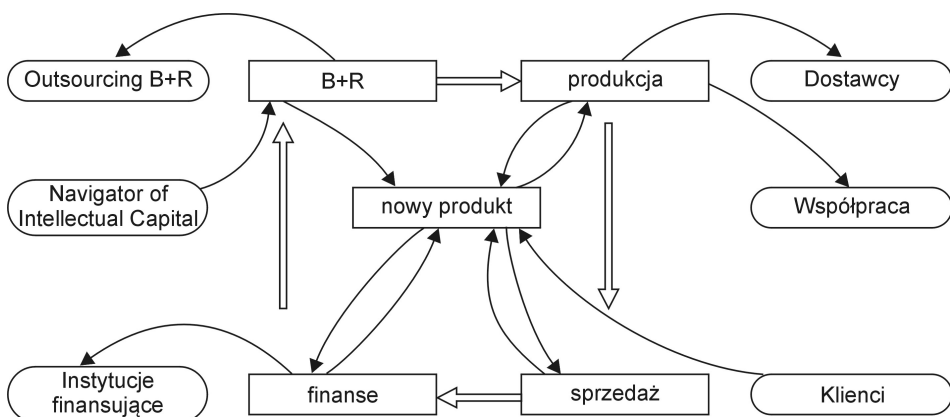 Outsourcing B+R
B+R
produkcja
Dostawcy
Navigator of
Intellectual Capital
nowy produkt
Współpraca
Instytucje
finansujące
finanse
sprzedaż
Klienci